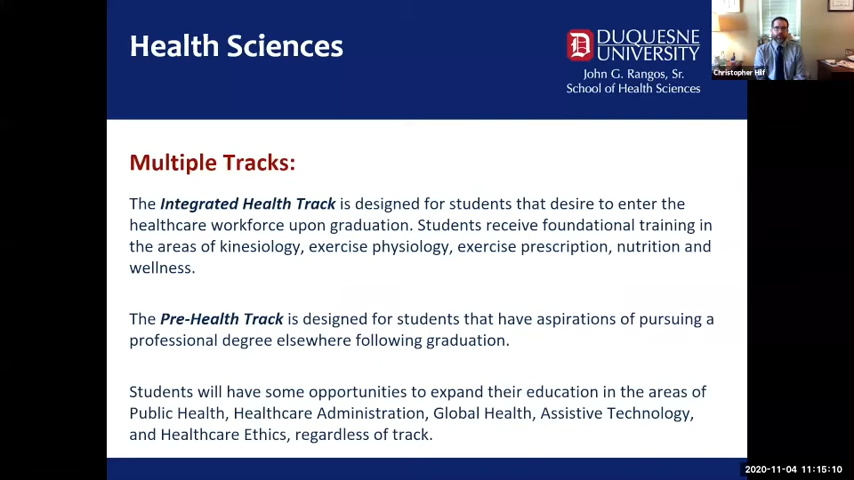 Health Sciences
DUQUESNE
UNIVERSITY
John G. Rangos, Sr.
School of Health Sciences
Christopher Hilf
Multiple Tracks:
The Integrated Health Track is designed for students that desire to enter the
healthcare workforce upon graduation. Students receive foundational training in
the areas of kinesiology, exercise physiology, exercise prescription, nutrition and
wellness.
The Pre-Health Track is designed for students that have aspirations of pursuing a
professional degree elsewhere following graduation.
Students will have some opportunities to expand their education in the areas of
Public Health, Healthcare Administration, Global Health, Assistive Technology,
and Healthcare Ethics, regardless of track.
2020-11-04 11:15:10